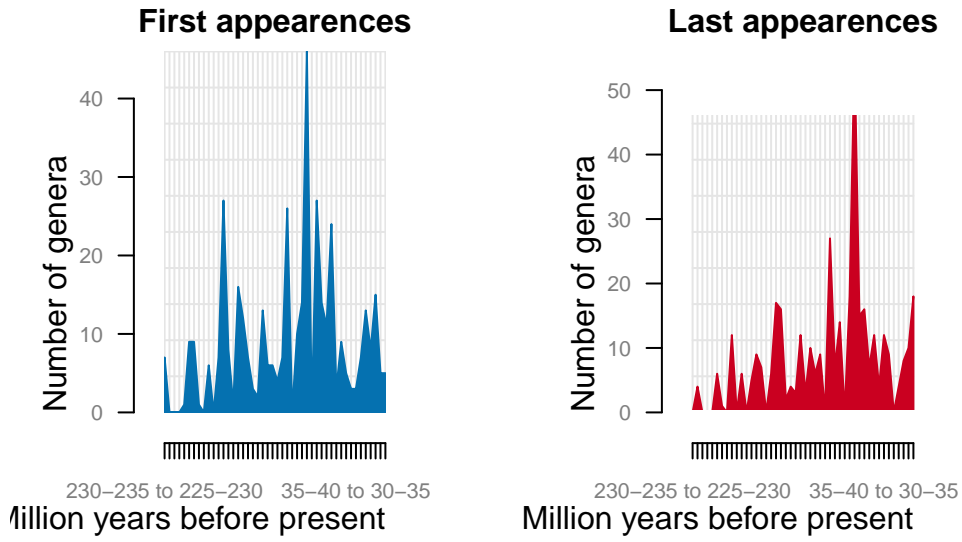 First appearences
Number of genera
40
30
20
10
0
230−235 to 225−230 35−40 to 30−35
Million years before present
Last appearences
Number of genera
50
40
30
20
10
0
230−235 to 225−230 35−40 to 30−35
Million years before present